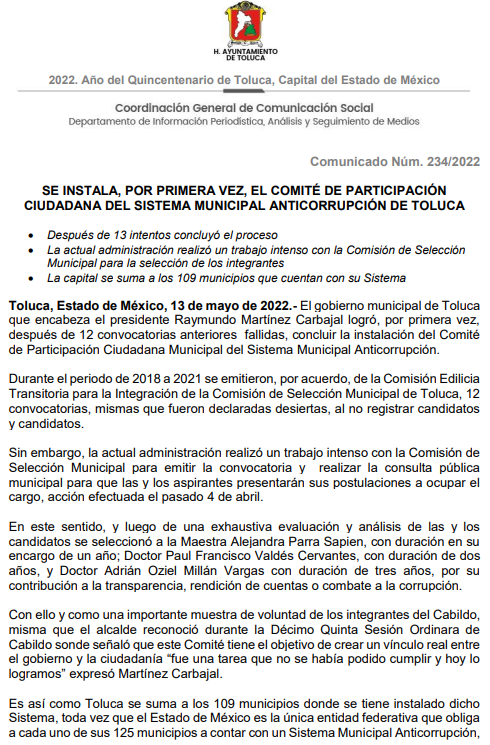 H. AYUNTAMIENTO
DE TOLUCA
2022. Año del Quincentenario de Toluca, Capital del Estado de México
Coordinación General de Comunicación Social
Departamento de Información Periodística, Análisis y Seguimiento de Medios
Comunicado Núm. 234/2022
SE INSTALA, POR PRIMERA VEZ, EL COMITÉ DE PARTICIPACIÓN
CIUDADANA DEL SISTEMA MUNICIPAL ANTICORRUPCIÓN DE TOLUCA
• Después de 13 intentos concluyó el proceso
• La actual administración realizó un trabajo intenso con la Comisión de Selección
Municipal para la selección de los integrantes
• La capital se suma a los 109 municipios que cuentan con su Sistema
Toluca, Estado de México, 13 de mayo de 2022.- El gobierno municipal de Toluca
que encabeza el presidente Raymundo Martínez Carbajal logró, por primera vez,
después de 12 convocatorias anteriores fallidas, concluir la instalación del Comité
de Participación Ciudadana Municipal del Sistema Municipal Anticorrupción.
Durante el periodo de 2018 a 2021 se emitieron, por acuerdo, de la Comisión Edilicia
Transitoria para la Integración de la Comisión de Selección Municipal de Toluca, 12
convocatorias, mismas que fueron declaradas desiertas, al no registrar candidatos
y candidatas.
Sin embargo, la actual administración realizó un trabajo intenso con la Comisión de
Selección Municipal para emitir la convocatoria y realizar la consulta pública
municipal para que las y los aspirantes presentarán sus postulaciones a ocupar el
cargo, acción efectuada el pasado 4 de abril.
En este sentido, y luego de una exhaustiva evaluación y análisis de las y los
candidatos se seleccionó a la Maestra Alejandra Parra Sapien, con duración en su
encargo de un año; Doctor Paul Francisco Valdés Cervantes, con duración de dos
años, y Doctor Adrián Oziel Millán Vargas con duración de tres años, por su
contribución a la transparencia, rendición de cuentas o combate a la corrupción.
Con ello y como una importante muestra de voluntad de los integrantes del Cabildo,
misma que el alcalde reconoció durante la Décimo Quinta Sesión Ordinara de
Cabildo sonde señaló que este Comité tiene el objetivo de crear un vínculo real entre
el gobierno y la ciudadanía “fue una tarea que no se había podido cumplir y hoy lo
logramos” expresó Martínez Carbajal.
Es así como Toluca se suma a los 109 municipios donde se tiene instalado dicho
Sistema, toda vez que el Estado de México es la única entidad federativa que obliga
a cada uno de sus 125 municipios a contar con un Sistema Municipal Anticorrupción,